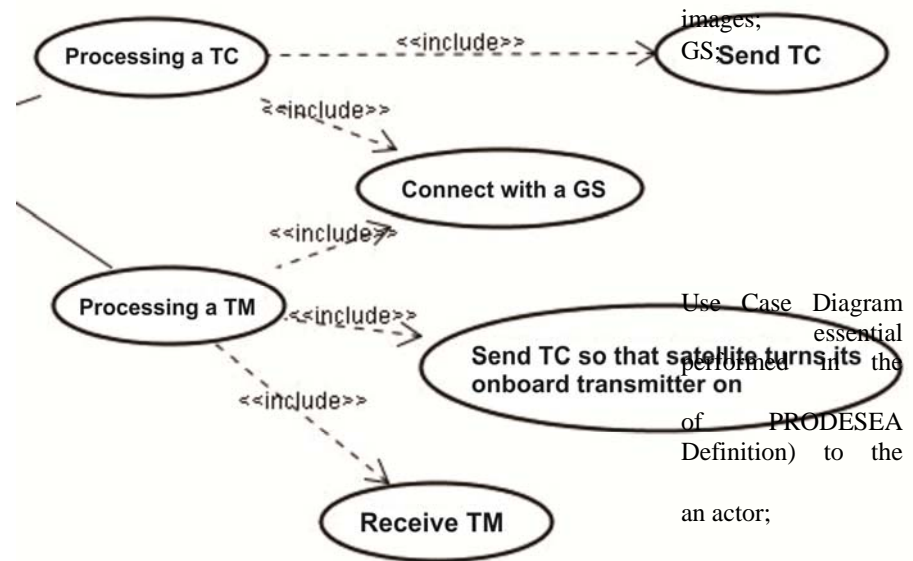 images;
Processing a TC
<<include>>
GS;
Send TC
<<include>>
Connect with a GS
<<include>>
Processing a TM
<<include>>
Use Case Diagram
essential
Send TC so that satellite turns its
performed in the
onboard transmitter on
<<include>>
of PRODESEA
Definition) to the
Receive TM
an actor;